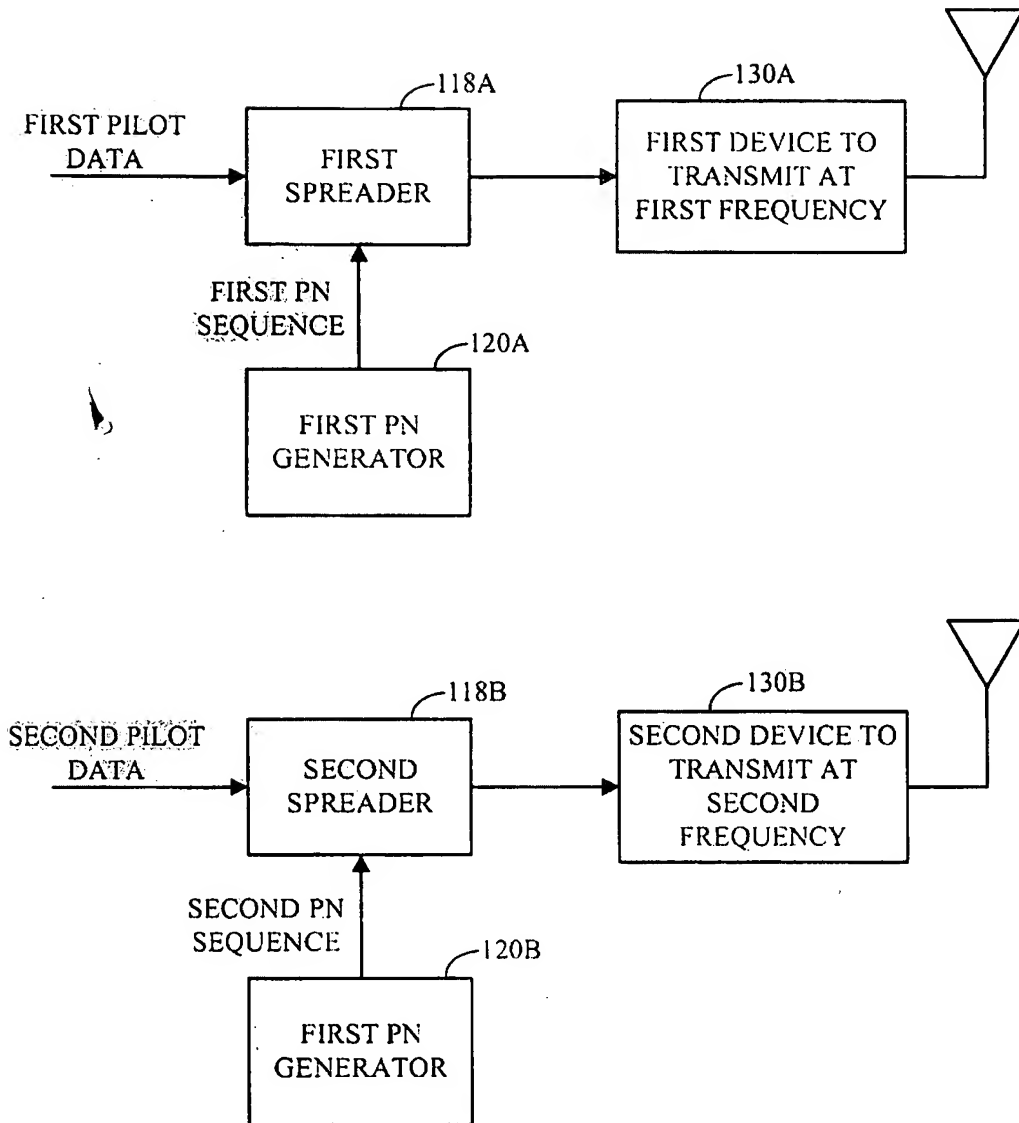 118A
130A
FIRST PILOT
DATA
FIRST
SPREADER
FIRST DEVICE TO
TRANSMIT AT
FIRST FREQUENCY
FIRST PN
SEQUENCE
120A
FIRST PN
GENERATOR
118B
130B
SECOND PILOT
DATA
SECOND
SPREADER
SECOND DEVICE TO
TRANSMIT AT
SECOND
FREQUENCY
SECOND PN
SEQUENCE
120B
FIRST PN
GENERATOR